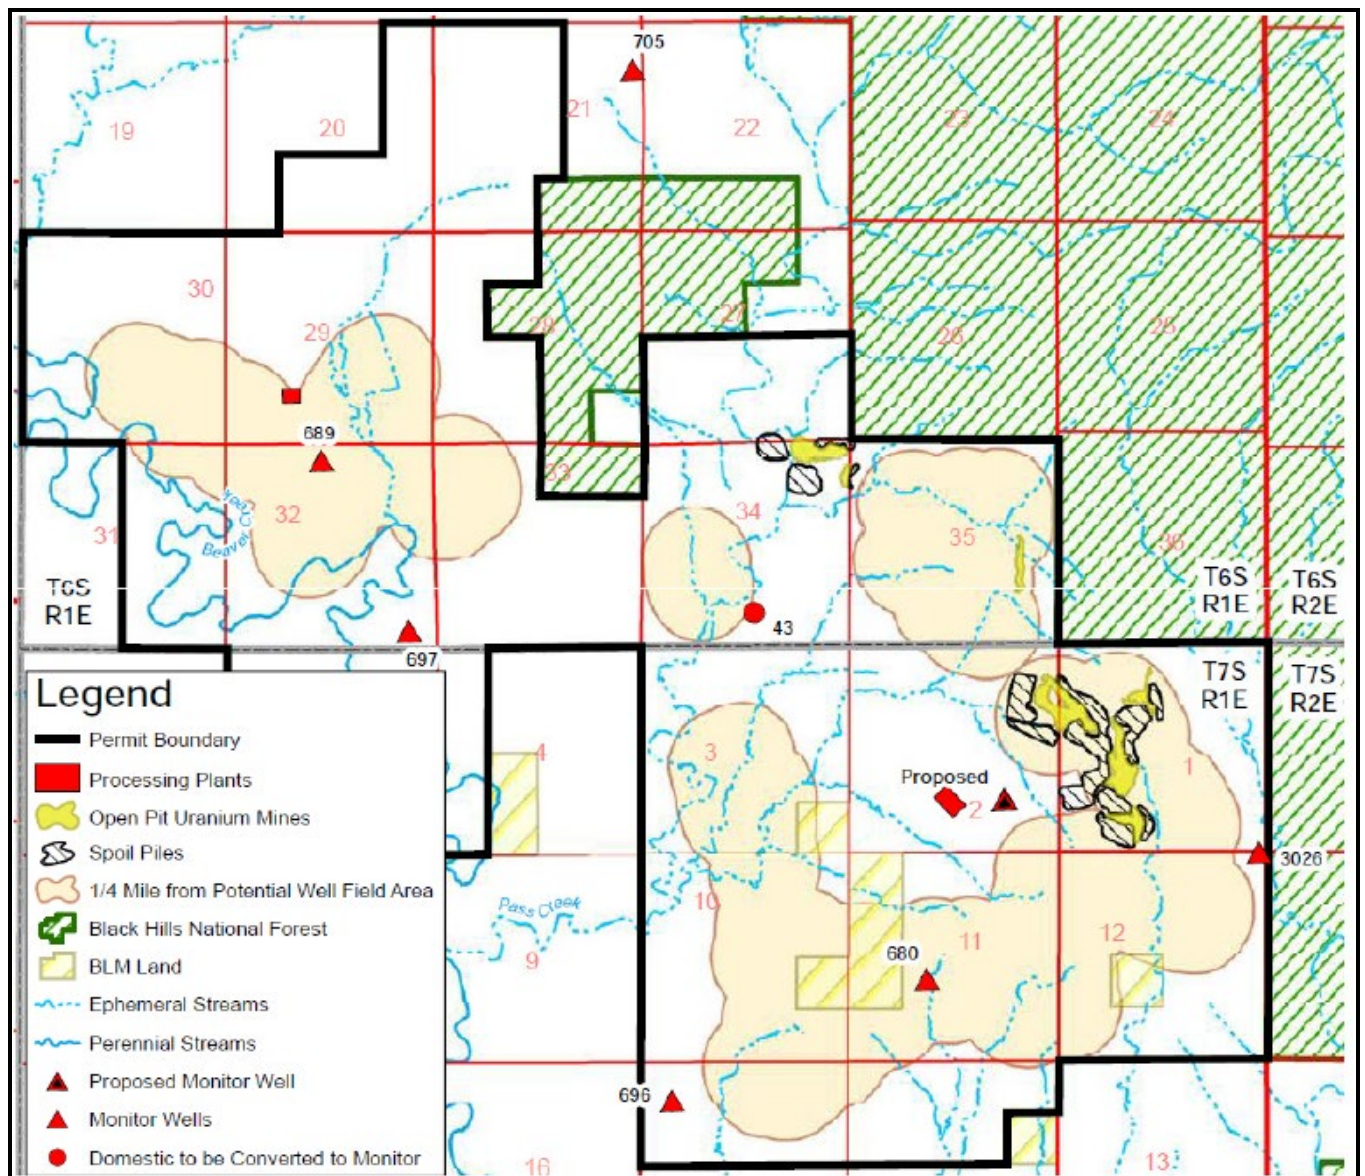 705
19
20
21
22
23
24
30
29
28
27
26
25
689
33
32
34
35
36
31
Beaver Creek
T6S
R1E
T6S
R1E
T6S
R2E
43
697
T7S
R1E
T7S
R2E
4
3
1
Proposed
2
3026
10
Pass Creek
9
11
12
680
696
16
13
Legend
Permit Boundary
Processing Plants
Open Pit Uranium Mines
Spoil Piles
1/4 Mile from Potential Well Field Area
Black Hills National Forest
BLM Land
Ephemeral Streams
Perennial Streams
Proposed Monitor Well
Monitor Wells
Domestic to be Converted to Monitor